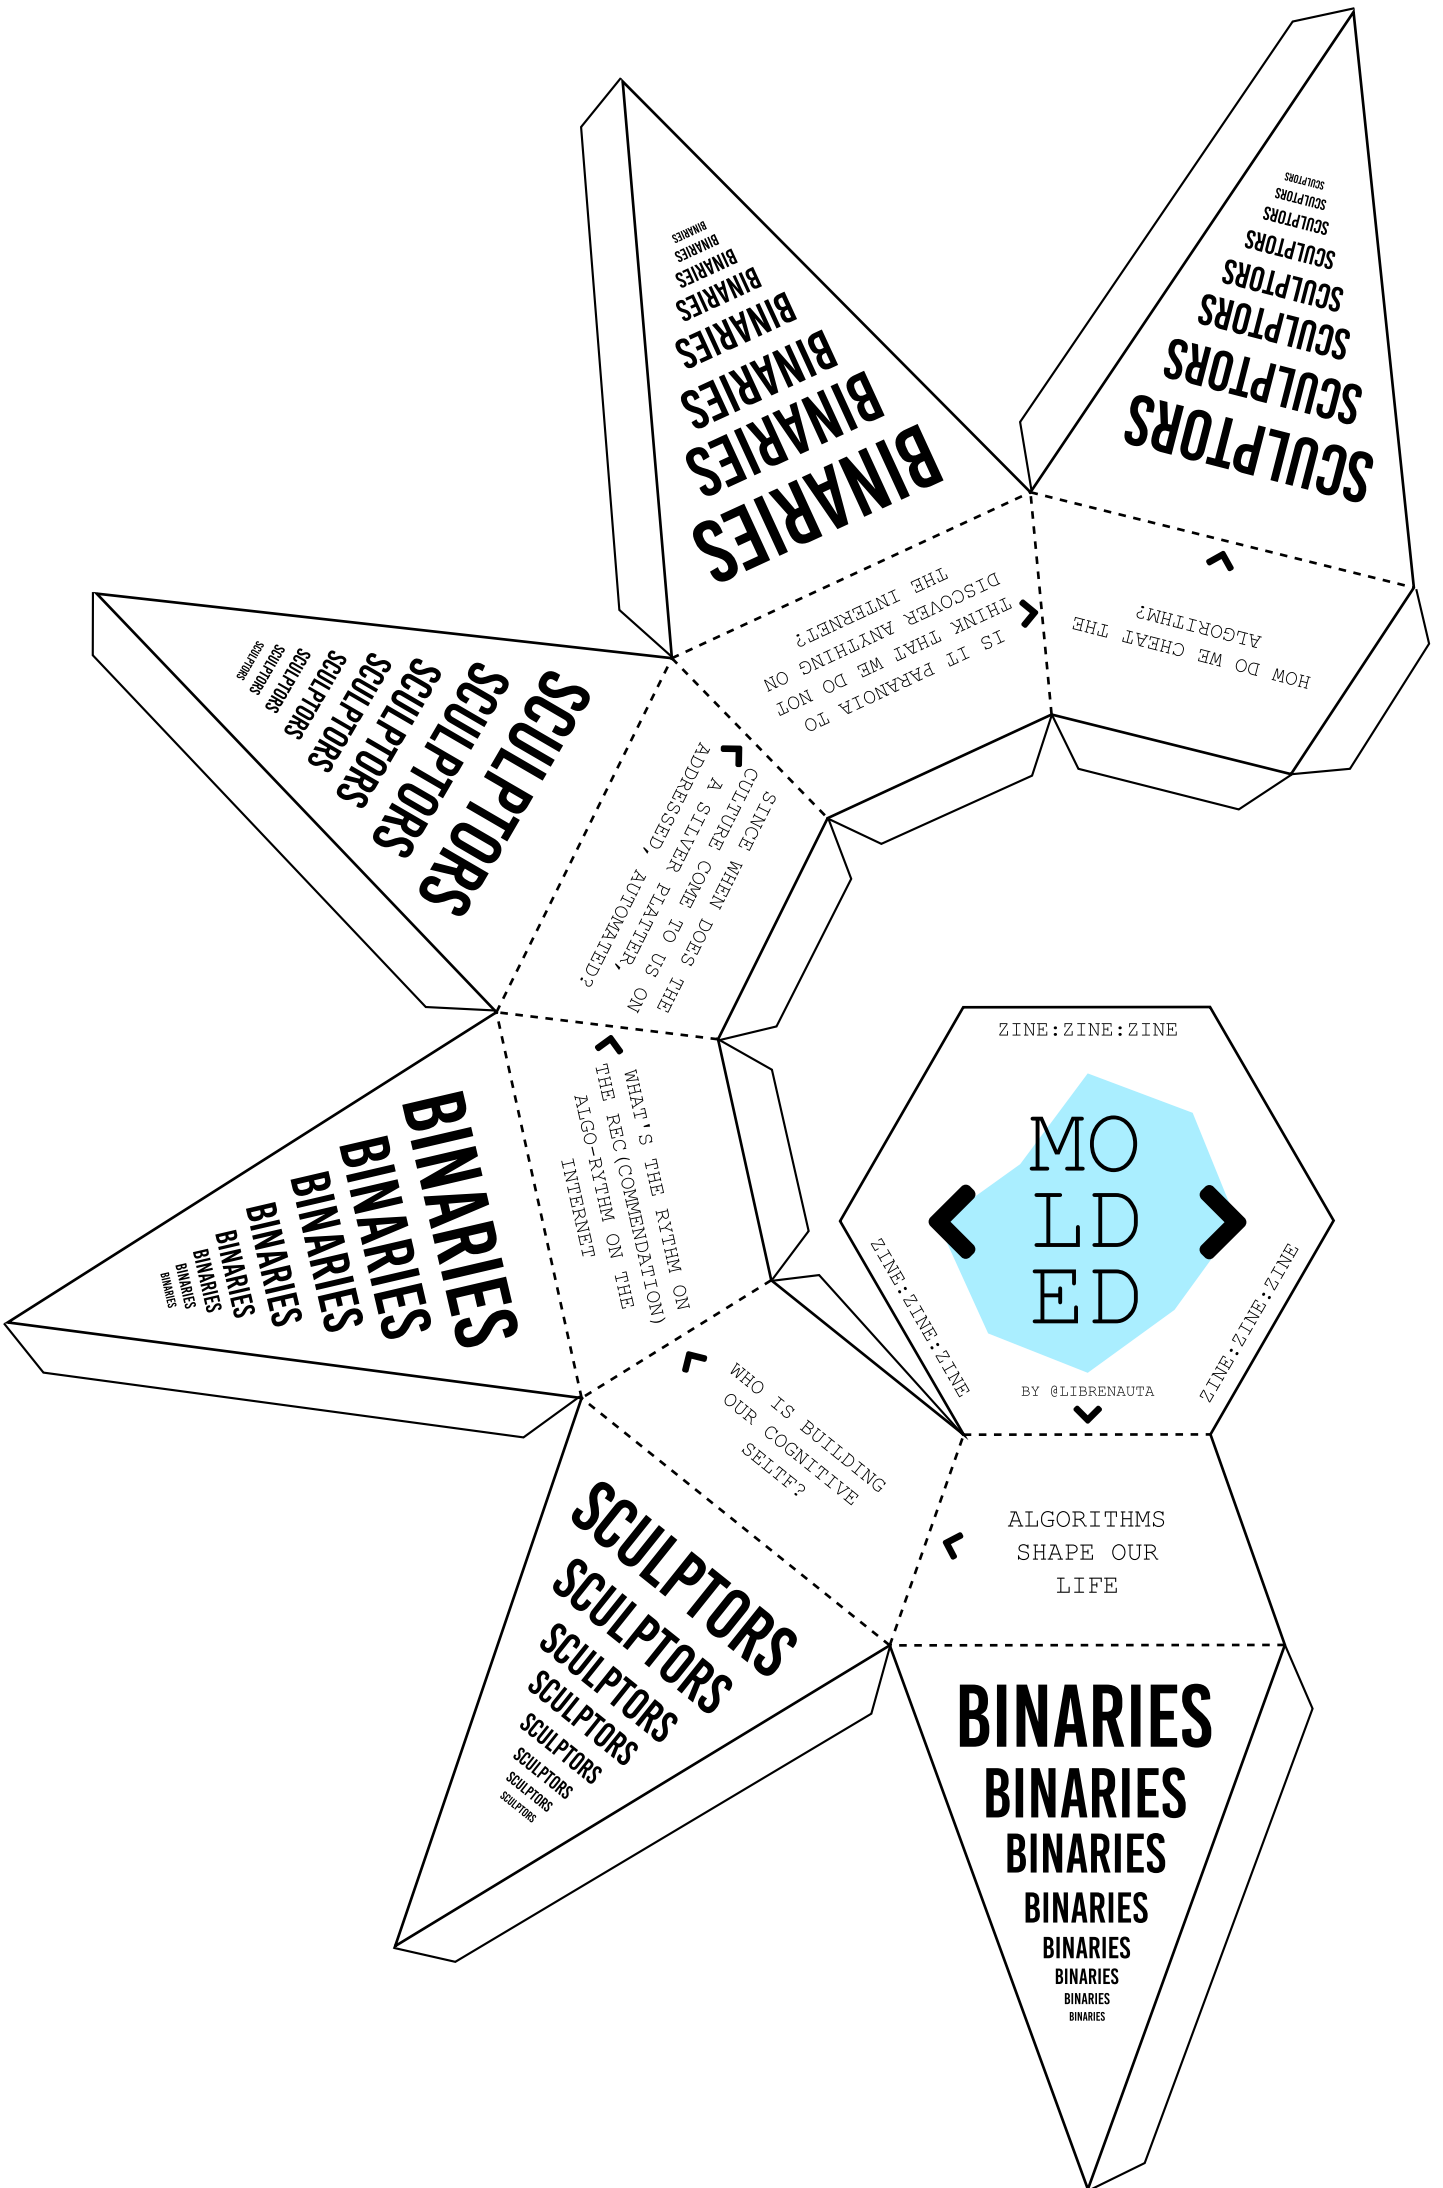 ZINE:ZINE:ZINE
MO
LD
ED
BY @LIBRENAUTA
ZINE:ZINE:ZINE
ZINE:ZINE:ZINE
ALGORITHMS
SHAPE OUR
LIFE
BINARIES
BINARIES
BINARIES
BINARIES
BINARIES
BINARIES
BINARIES
BINARIES
WHO IS BUILDING
OUR COGNITIVE
SELTF?
SCULPTORS
SCULPTORS
SCULPTORS
SCULPTORS
SCULPTORS
SCULPTORS
SCULPTORS
SCULPTORS
WHAT'S THE RYTHM ON
THE REC(COMMENDATION)
ALGO-RYTHM ON THE
INTERNET
BINARIES
BINARIES
BINARIES
BINARIES
BINARIES
BINARIES
BINARIES
BINARIES
SINCE WHEN DOES THE
CULTURE COME TO US ON
A SILVER PLATTER,
ADDRESSED, AUTOMATED?
SCULPTORS
SCULPTORS
SCULPTORS
SCULPTORS
SCULPTORS
SCULPTORS
SCULPTORS
SCULPTORS
IS IT PARANOIA TO
THINK THAT WE DO NOT
DISCOVER ANYTHING ON
THE INTERNET?
BINARIES
BINARIES
BINARIES
BINARIES
BINARIES
BINARIES
BINARIES
BINARIES
HOW DO WE CHEAT THE
ALGORITHM?
SCULPTORS
SCULPTORS
SCULPTORS
SCULPTORS
SCULPTORS
SCULPTORS
SCULPTORS
SCULPTORS